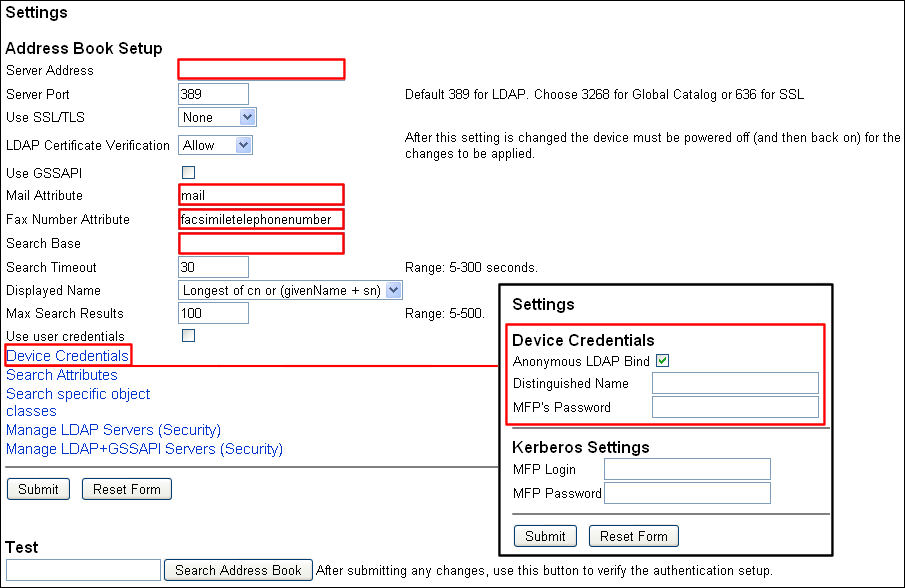 Settings
Address Book Setup
Server Address
Server Port 389 Default 389 for LDAP. Choose 3268 for Global Catalog or 636 for SSL
Use SSL/TLS None
LDAP Certificate Verification Allow After this setting is changed the device must be powered off (and then back on) for the
changes to be applied.
Use GSSAPI
Mail Attribute mail
Fax Number Attribute facsimiletelephonenumber
Search Base
Search Timeout 30 Range: 5-300 seconds.
Displayed Name Longest of cn or (givenName + sn)
Max Search Results 100 Range: 5-500.
Use user credentials
Device Credentials
Search Attributes
Search specific object
classes
Manage LDAP Servers (Security)
Manage LDAP+GSSAPI Servers (Security)
Submit Reset Form
Settings
Device Credentials
Anonymous LDAP Bind
Distinguished Name
MFP's Password
Kerberos Settings
MFP Login
MFP Password
Submit Reset Form
Test
Search Address Book After submitting any changes, use this button to verify the authentication setup.